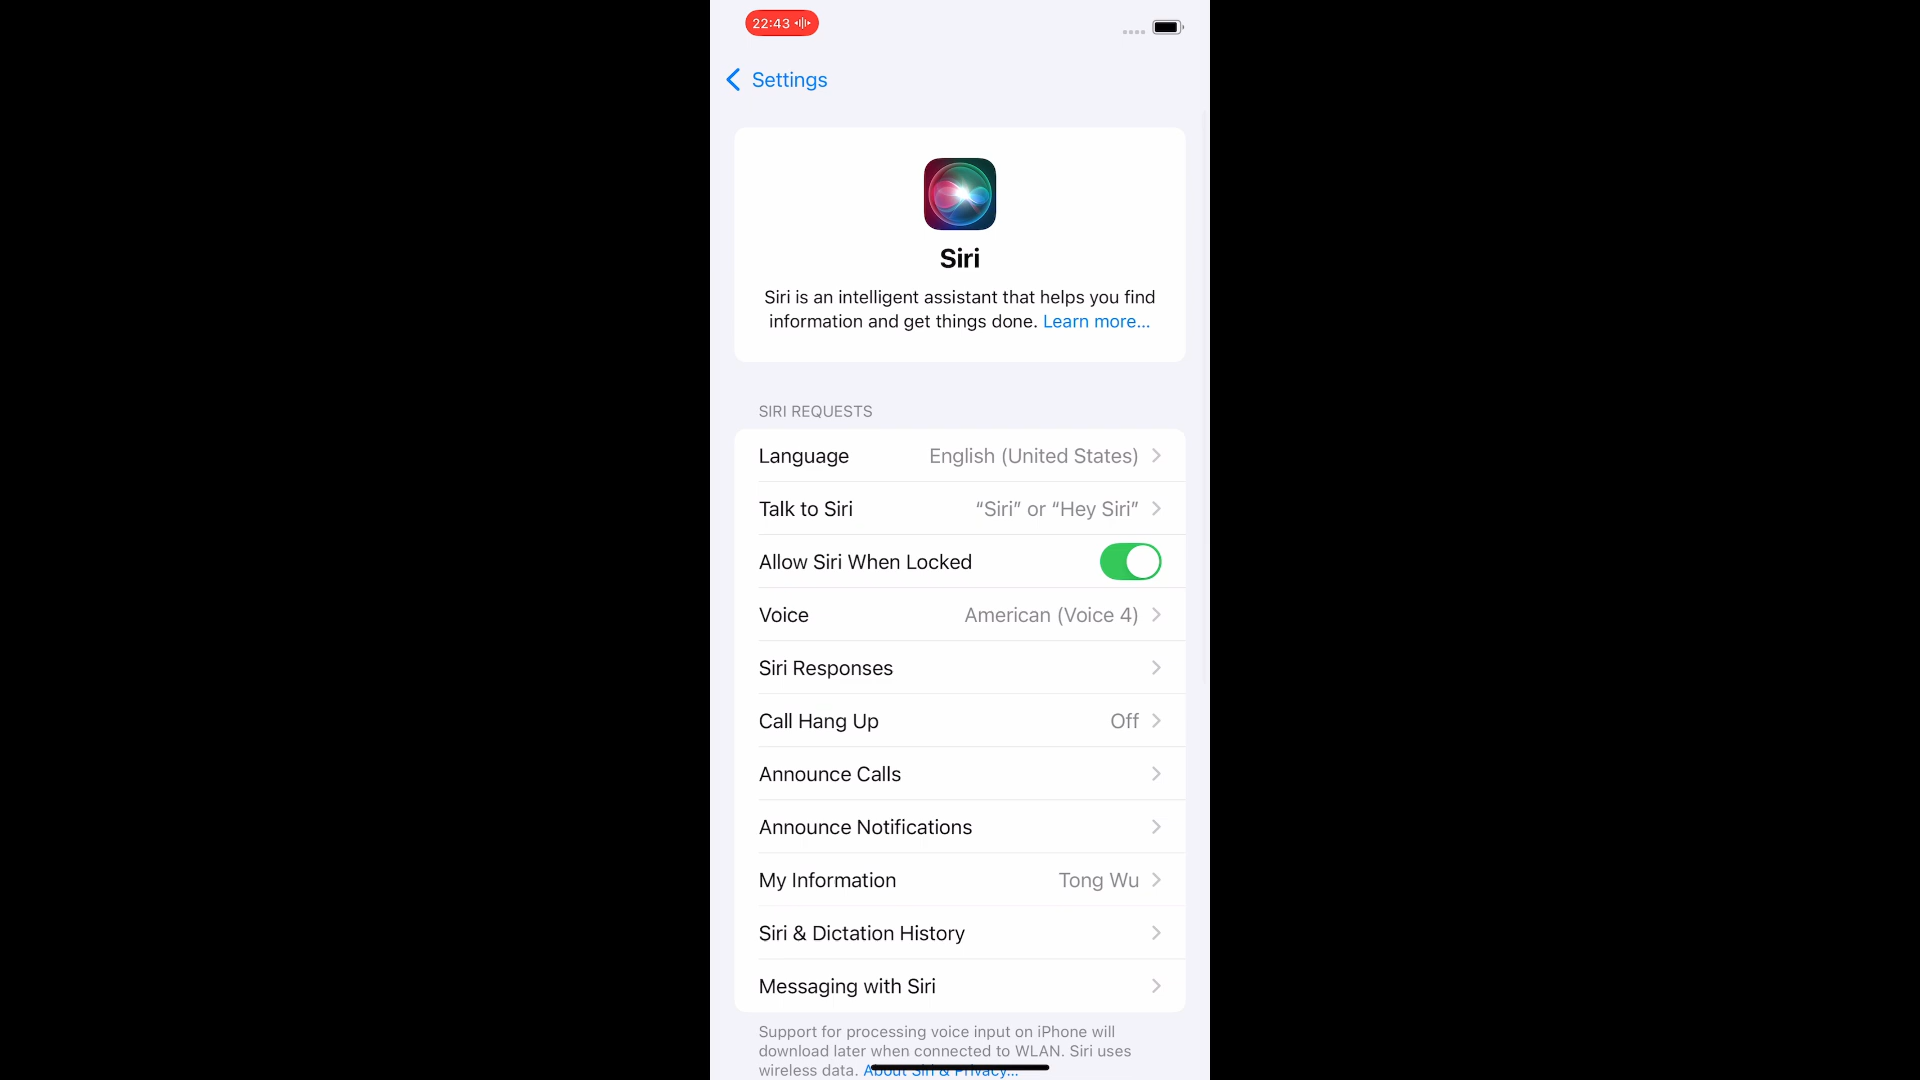 22:43
Settings
Siri
Siri is an intelligent assistant that helps you find
information and get things done. Learn more...
SIRI REQUESTS
Language English (United States)
Talk to Siri “Siri” or “Hey Siri”
Allow Siri When Locked
Voice American (Voice 4)
Siri Responses
Call Hang Up Off
Announce Calls
Announce Notifications
My Information Tong Wu
Siri & Dictation History
Messaging with Siri
Support for processing voice input on iPhone will
download later when connected to WLAN. Siri uses
wireless data. About Siri & Privacy...